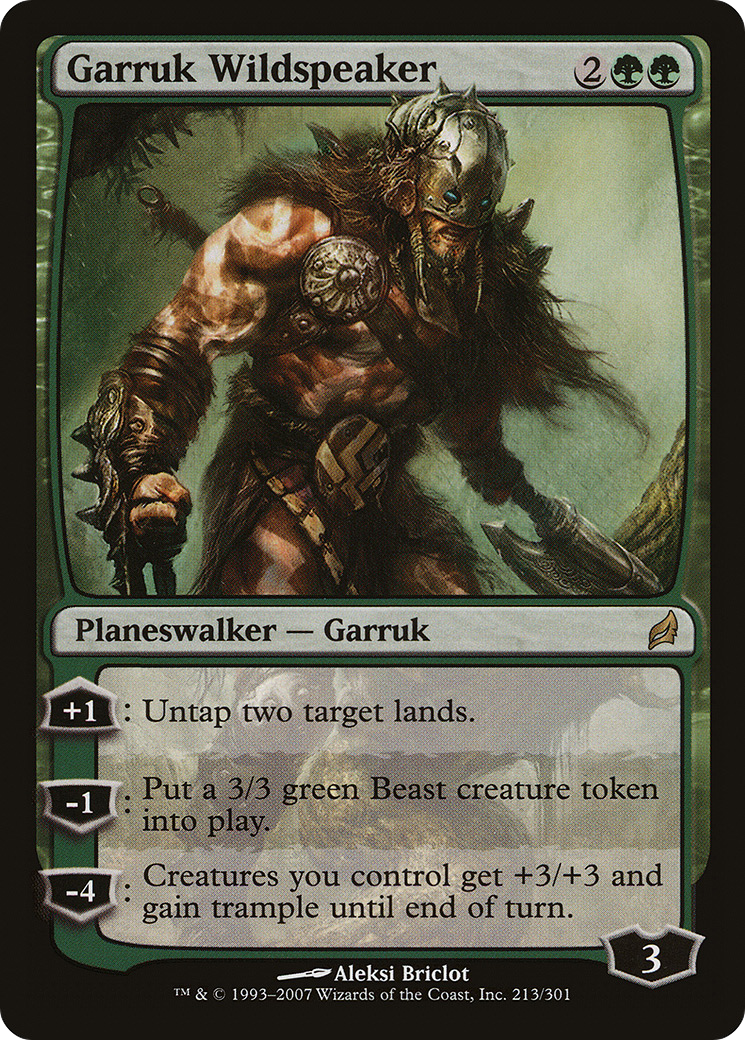 Garruk Wildspeaker 2
Planeswalker — Garruk
+1 : Untap two target lands.
-1 : Put a 3/3 green Beast creature token
into play.
-4 : Creatures you control get +3/+3 and
gain trample until end of turn.
3
Aleksi Briclot
™ & © 1993–2007 Wizards of the Coast, Inc. 213/301